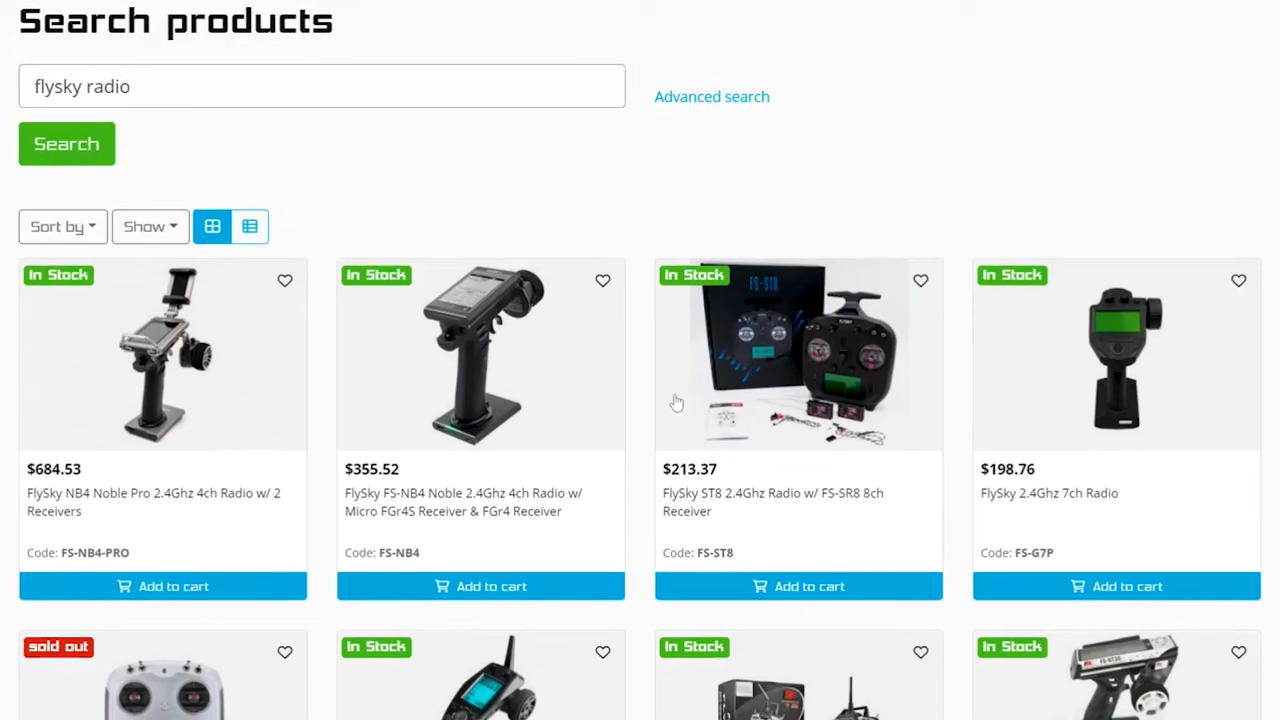 Search products
flysky radio
Advanced search
Search
Sort by
Show
In Stock
In Stock
In Stock
In Stock
FS-ST8
$684.53
FlySky NB4 Noble Pro 2.4Ghz 4ch Radio w/ 2
Receivers
Code: FS-NB4-PRO
Add to cart
$355.52
FlySky FS-NB4 Noble 2.4Ghz 4ch Radio w/
Micro FGr4S Receiver & FGr4 Receiver
Code: FS-NB4
Add to cart
$213.37
FlySky ST8 2.4Ghz Radio w/ FS-SR8 8ch
Receiver
Code: FS-ST8
Add to cart
$198.76
FlySky 2.4Ghz 7ch Radio
Code: FS-G7P
Add to cart
sold out
In Stock
In Stock
In Stock